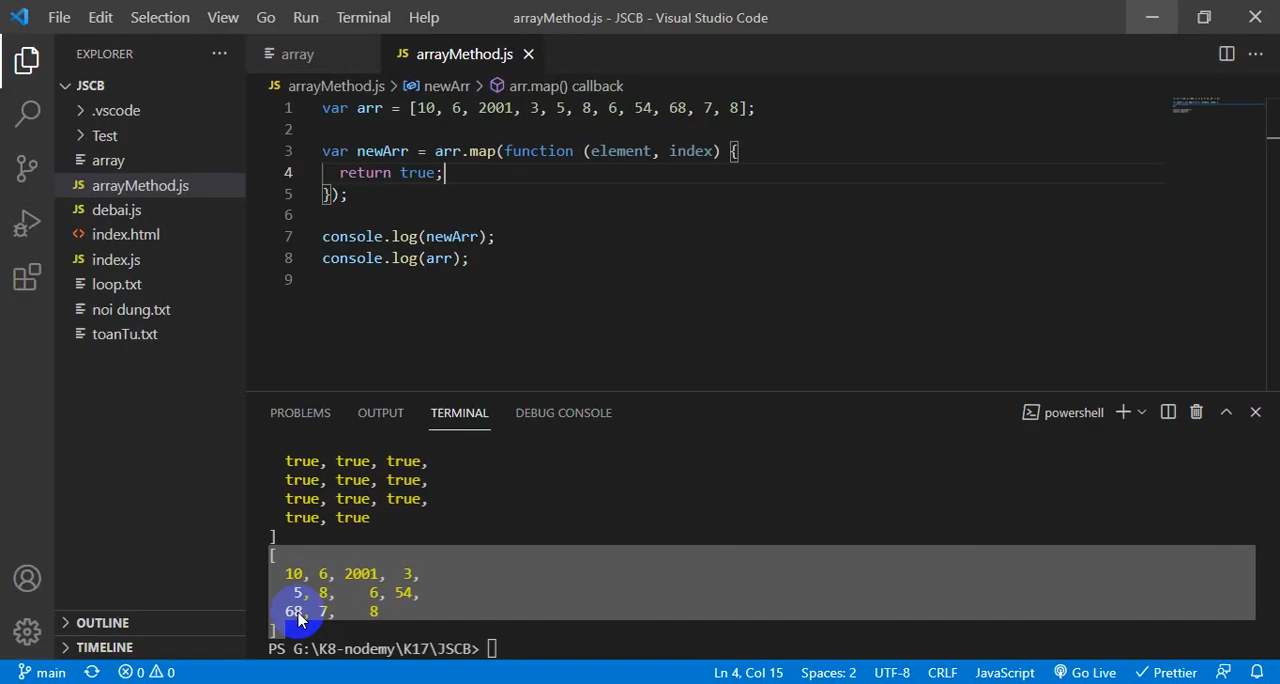 File Edit Selection View Go Run Terminal Help arrayMethod.js - JSCB - Visual Studio Code
EXPLORER
JSCB
.vscode
Test
array
JS arrayMethod.js
JS debai.js
index.html
JS index.js
loop.txt
noi dung.txt
toanTu.txt
OUTLINE
TIMELINE
array JS arrayMethod.js
JS arrayMethod.js > newArr > arr.map() callback
1 var arr = [10, 6, 2001, 3, 5, 8, 6, 54, 68, 7, 8];
2
3 var newArr = arr.map(function (element, index) {
4 return true;
5 });
6
7 console.log(newArr);
8 console.log(arr);
9
PROBLEMS OUTPUT TERMINAL DEBUG CONSOLE powershell
true, true, true,
true, true, true,
true, true, true,
true, true
]
[
10, 6, 2001, 3,
5, 8, 6, 54,
68, 7, 8
]
PS G:\K8-nodemy\K17\JSCB>
main 0 0 Ln 4, Col 15 Spaces: 2 UTF-8 CRLF JavaScript Go Live Prettier